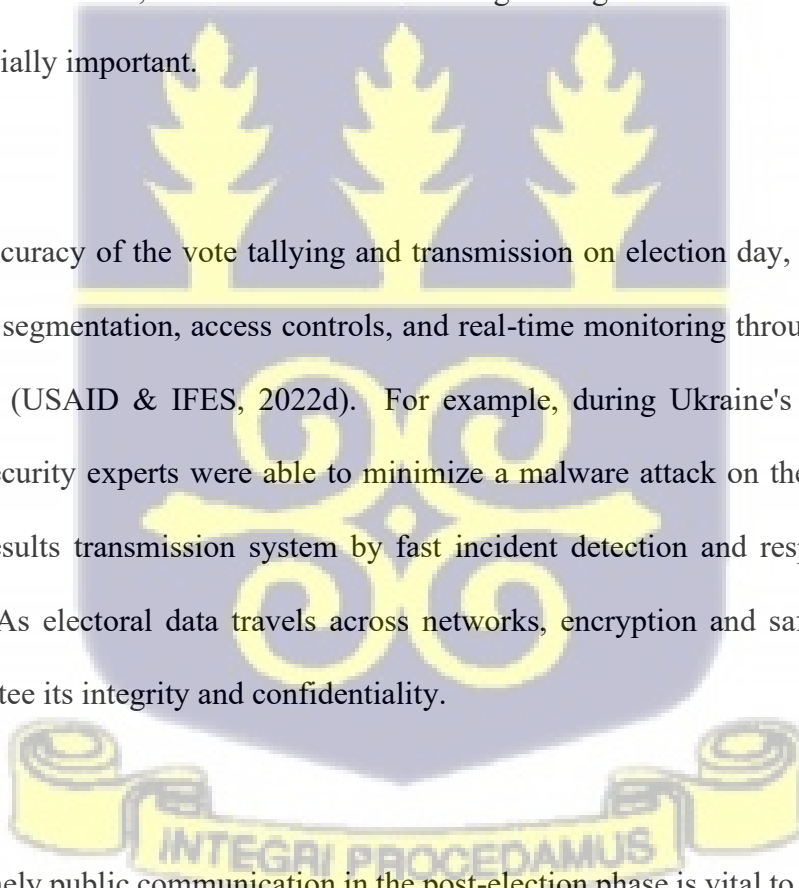 ially important.
curacy of the vote tallying and transmission on election day,
segmentation, access controls, and real-time monitoring throu
(USAID & IFES, 2022d). For example, during Ukraine's
ecurity experts were able to minimize a malware attack on the
esults transmission system by fast incident detection and resp
As electoral data travels across networks, encryption and sa
tee its integrity and confidentiality.
INTEGRI PROCEDAMUS
ely public communication in the post-election phase is vital to